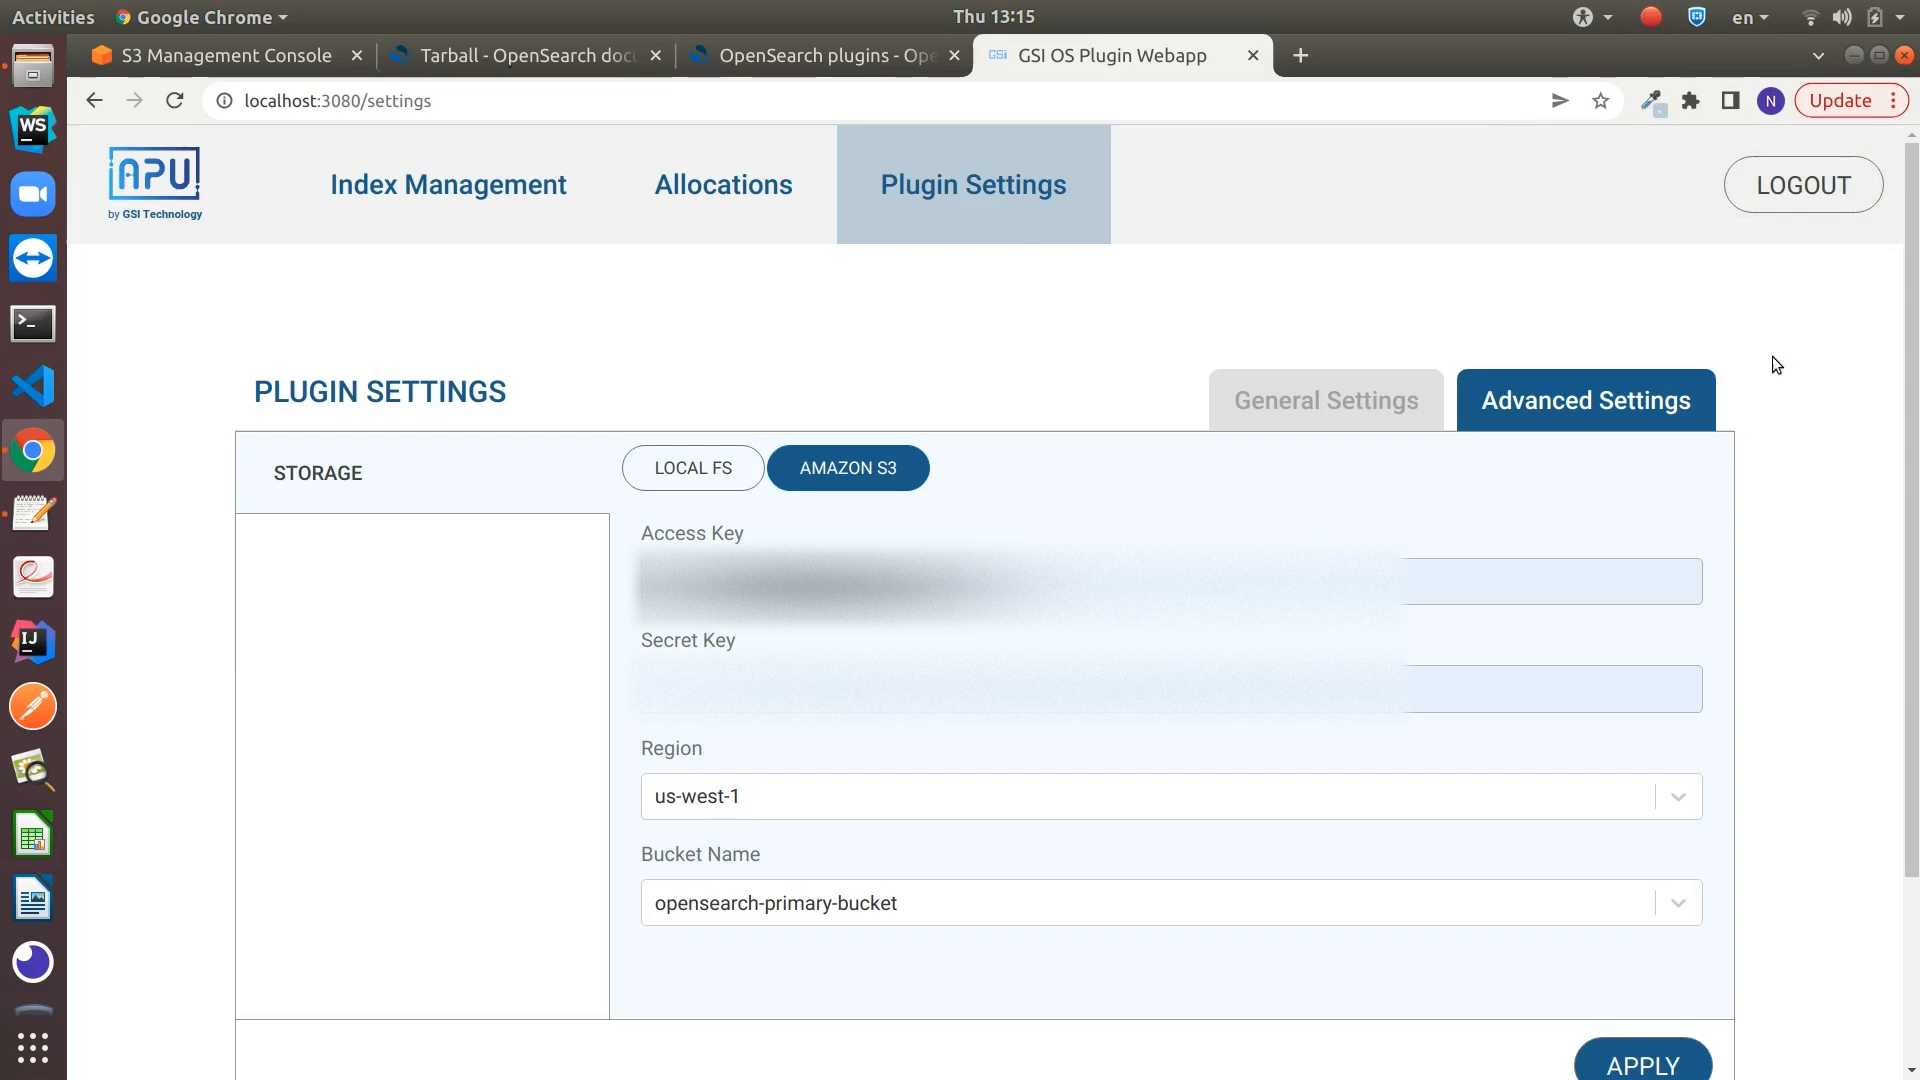 Activities
Google Chrome
Thu 13:15
en
S3 Management Console
Tarball - OpenSearch doc
OpenSearch plugins - Ope
GSI OS Plugin Webapp
localhost:3080/settings
N
Update
APU
by GSI Technology
Index Management
Allocations
Plugin Settings
LOGOUT
PLUGIN SETTINGS
General Settings
Advanced Settings
STORAGE
LOCAL FS
AMAZON S3
Access Key
Secret Key
Region
us-west-1
Bucket Name
opensearch-primary-bucket
APPLY
WS
IJ